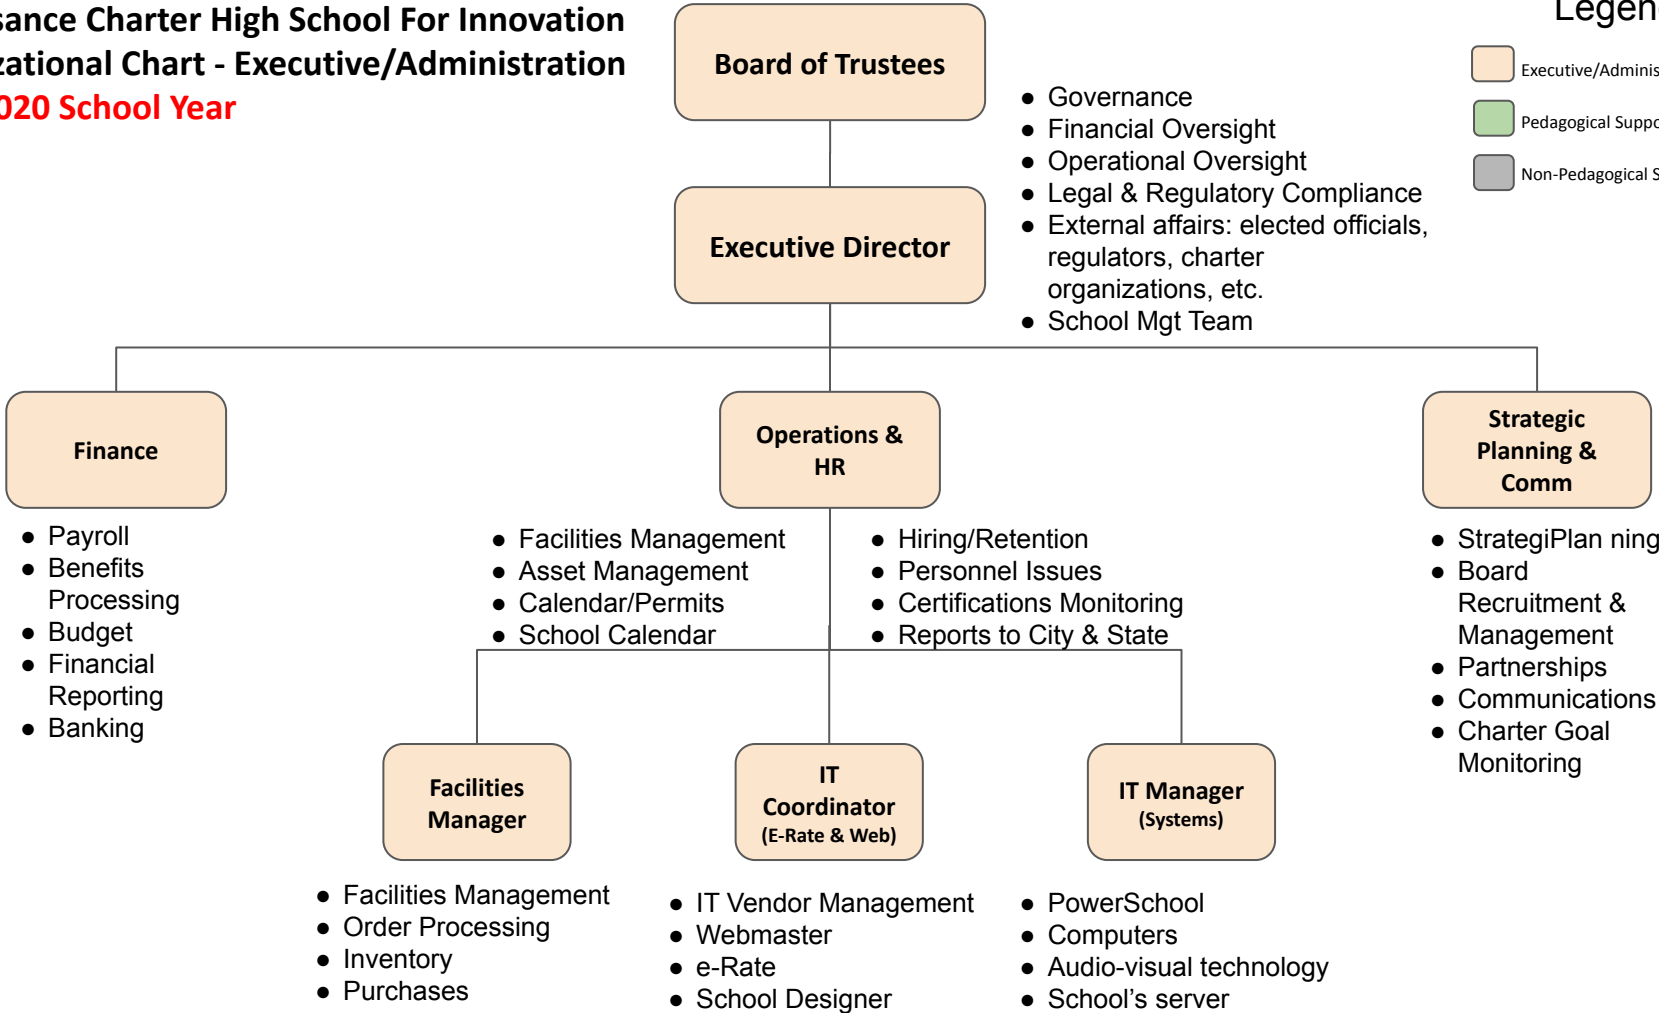 sance Charter High School For Innovation
zational Chart - Executive/Administration
020 School Year
Legen
Executive/Adminis
Pedagogical Suppo
Non-Pedagogical S
Board of Trustees
Executive Director
● Governance
● Financial Oversight
● Operational Oversight
● Legal & Regulatory Compliance
● External affairs: elected officials,
regulators, charter
organizations, etc.
● School Mgt Team
Finance
● Payroll
● Benefits
Processing
● Budget
● Financial
Reporting
● Banking
Operations &
HR
● Facilities Management
● Asset Management
● Calendar/Permits
● School Calendar
● Hiring/Retention
● Personnel Issues
● Certifications Monitoring
● Reports to City & State
Strategic
Planning &
Comm
● StrategiPlan ning
● Board
Recruitment &
Management
● Partnerships
● Communications
● Charter Goal
Monitoring
Facilities
Manager
● Facilities Management
● Order Processing
● Inventory
● Purchases
IT
Coordinator
(E-Rate & Web)
● IT Vendor Management
● Webmaster
● e-Rate
● School Designer
IT Manager
(Systems)
● PowerSchool
● Computers
● Audio-visual technology
● School's server